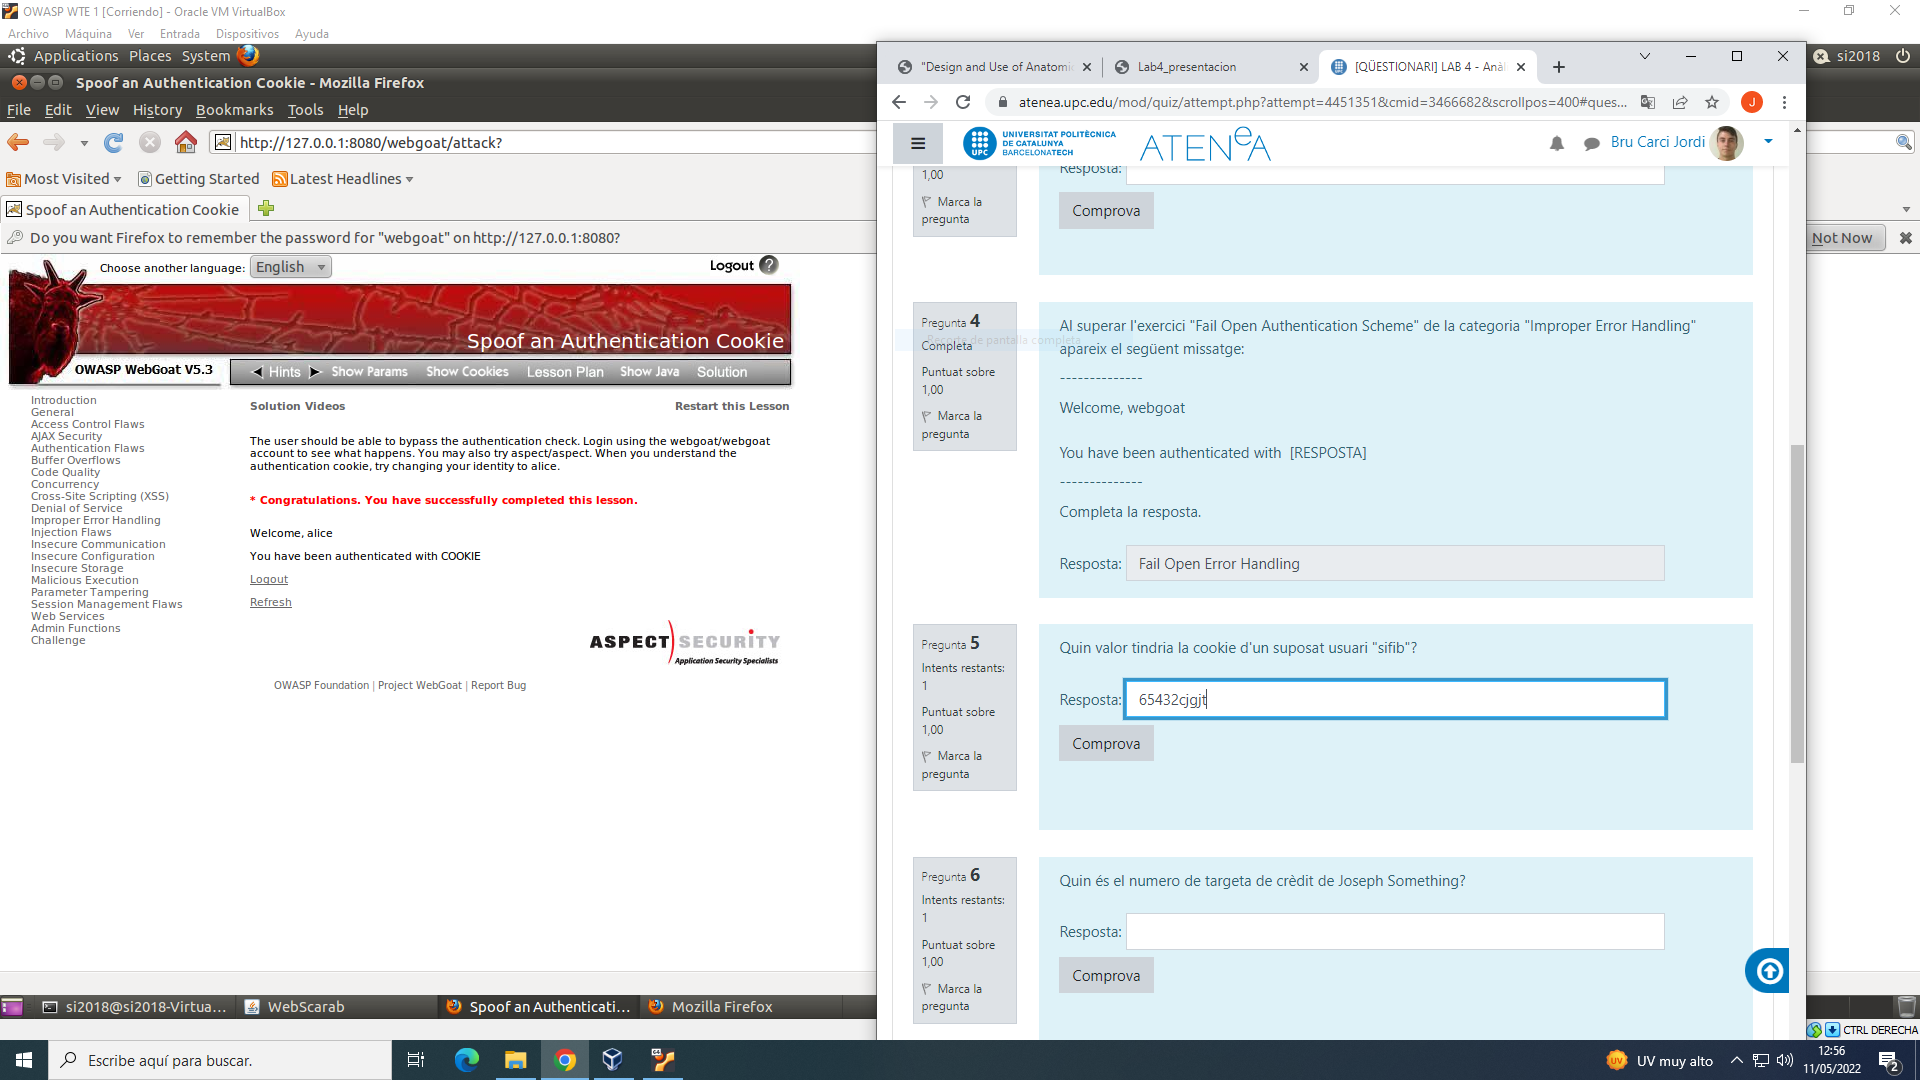 OWASP WTE 1 [Corriendo] - Oracle VM VirtualBox
Archivo Máquina Ver Entrada Dispositivos Ayuda
Applications Places System
si2018
Spoof an Authentication Cookie - Mozilla Firefox
File Edit View History Bookmarks Tools Help
http://127.0.0.1:8080/webgoat/attack?
Most Visited Getting Started Latest Headlines
Spoof an Authentication Cookie
Do you want Firefox to remember the password for "webgoat" on http://127.0.0.1:8080?
Not Now
Choose another language: English
Logout ?
Spoof an Authentication Cookie
OWASP WebGoat V5.3
Hints Show Params Show Cookies Lesson Plan Show Java Solution
Introduction
General
Access Control Flaws
AJAX Security
Authentication Flaws
Buffer Overflows
Code Quality
Concurrency
Cross-Site Scripting (XSS)
Denial of Service
Improper Error Handling
Injection Flaws
Insecure Communication
Insecure Configuration
Insecure Storage
Malicious Execution
Parameter Tampering
Session Management Flaws
Web Services
Admin Functions
Challenge
Solution Videos
Restart this Lesson
The user should be able to bypass the authentication check. Login using the webgoat/webgoat
account to see what happens. You may also try aspect/aspect. When you understand the
authentication cookie, try changing your identity to alice.
* Congratulations. You have successfully completed this lesson.
Welcome, alice
You have been authenticated with COOKIE
Logout
Refresh
ASPECT SECURITY
Application Security Specialists
OWASP Foundation | Project WebGoat | Report Bug
si2018@si2018-Virtua...
WebScarab
Spoof an Authenticati...
Mozilla Firefox
"Design and Use of Anatomi
Lab4_presentacion
[QÜESTIONARI] LAB 4 - Anàl
atenea.upc.edu/mod/quiz/attempt.php?attempt=4451351&cmid=3466682&scrollpos=400#ques...
J
UPC
UNIVERSITAT POLITÈCNICA
DE CATALUNYA
BARCELONATECH
ATENeA
Bru Carci Jordi
1,00
Marca la
pregunta
Resposta:
Comprova
Pregunta 4
Completa
Puntuat sobre
1,00
Marca la
pregunta
Recorte de pantalla completa
Al superar l'exercici "Fail Open Authentication Scheme" de la categoria "Improper Error Handling"
apareix el següent missatge:
--------------
Welcome, webgoat
You have been authenticated with [RESPOSTA]
--------------
Completa la resposta.
Resposta: Fail Open Error Handling
Pregunta 5
Intents restants:
1
Puntuat sobre
1,00
Marca la
pregunta
Quin valor tindria la cookie d'un suposat usuari "sifib"?
Resposta: 65432cjgjt
Comprova
Pregunta 6
Intents restants:
1
Puntuat sobre
1,00
Marca la
pregunta
Quin és el numero de targeta de crèdit de Joseph Something?
Resposta:
Comprova
CTRL DERECHA
Escribe aquí para buscar.
64
UV
UV muy alto
12:56
11/05/2022
2